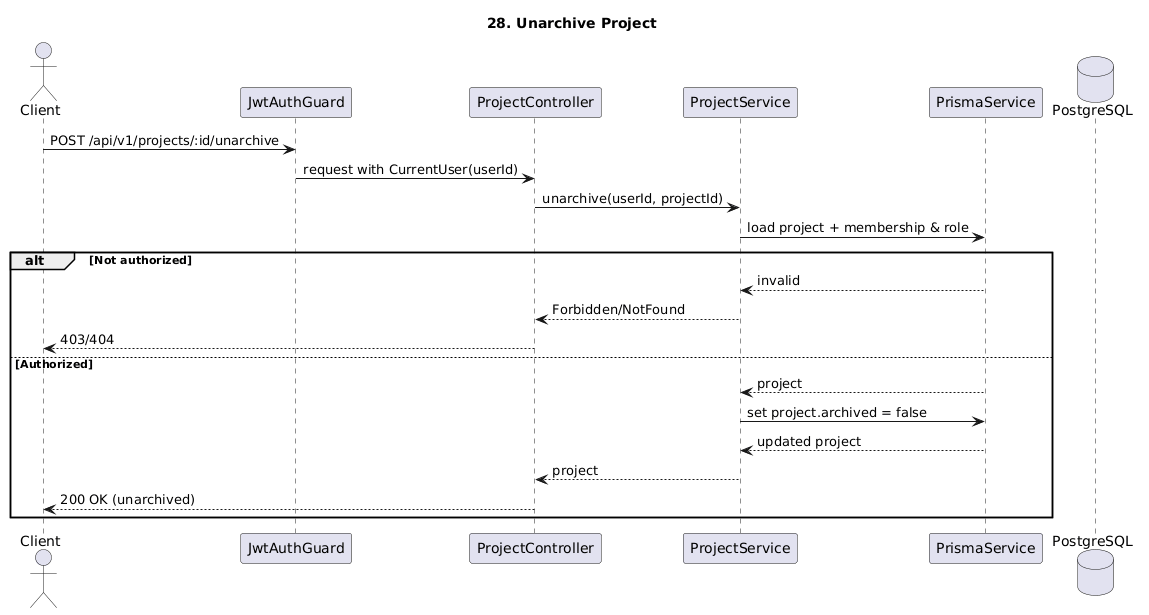 28. Unarchive Project
Client
JwtAuthGuard
ProjectController
ProjectService
PrismaService
PostgreSQL
POST /api/v1/projects/:id/unarchive
request with CurrentUser(userId)
unarchive(userId, projectId)
load project + membership & role
alt
[Not authorized]
invalid
Forbidden/NotFound
403/404
[Authorized]
project
set project.archived = false
updated project
project
200 OK (unarchived)
Client
JwtAuthGuard
ProjectController
ProjectService
PrismaService
PostgreSQL